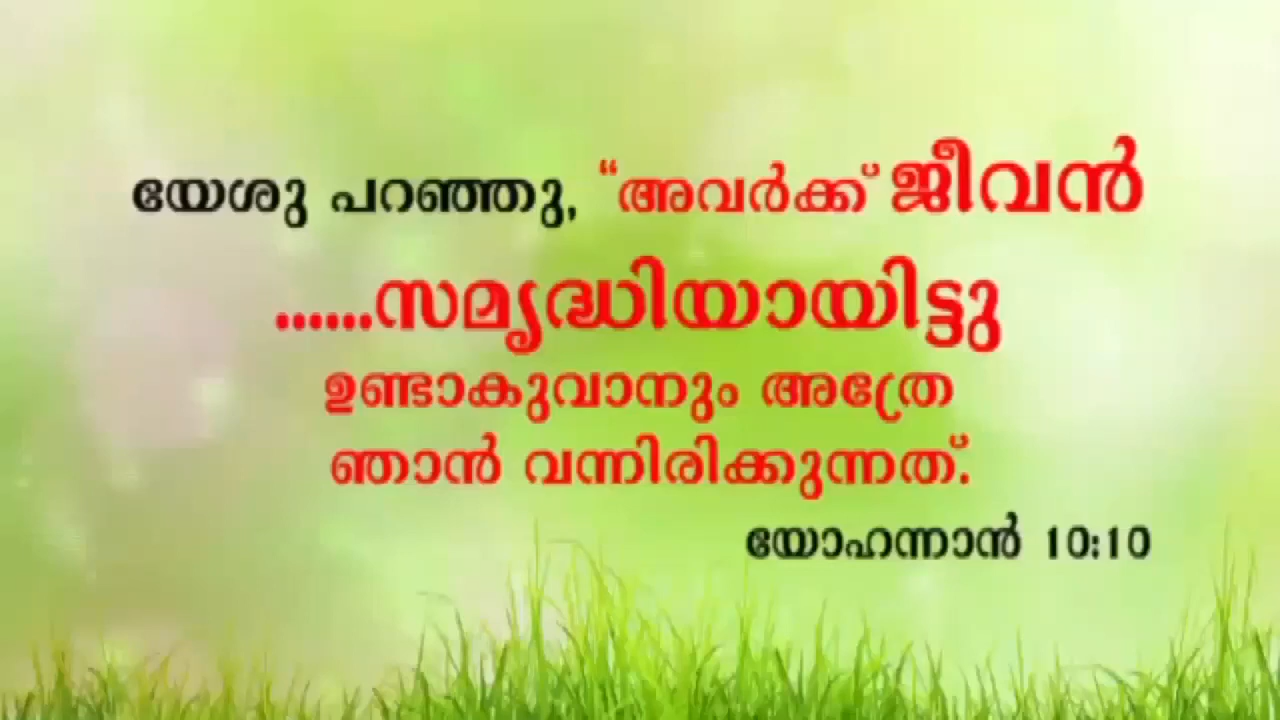 യേശു പറഞ്ഞു, “അവർക്ക് ജീവൻ
......സമൃദ്ധിയായിട്ടു
ഉണ്ടാകുവാനും അത്രേ
ഞാൻ വന്നിരിക്കുന്നത്.
യോഹന്നാൻ 10:10